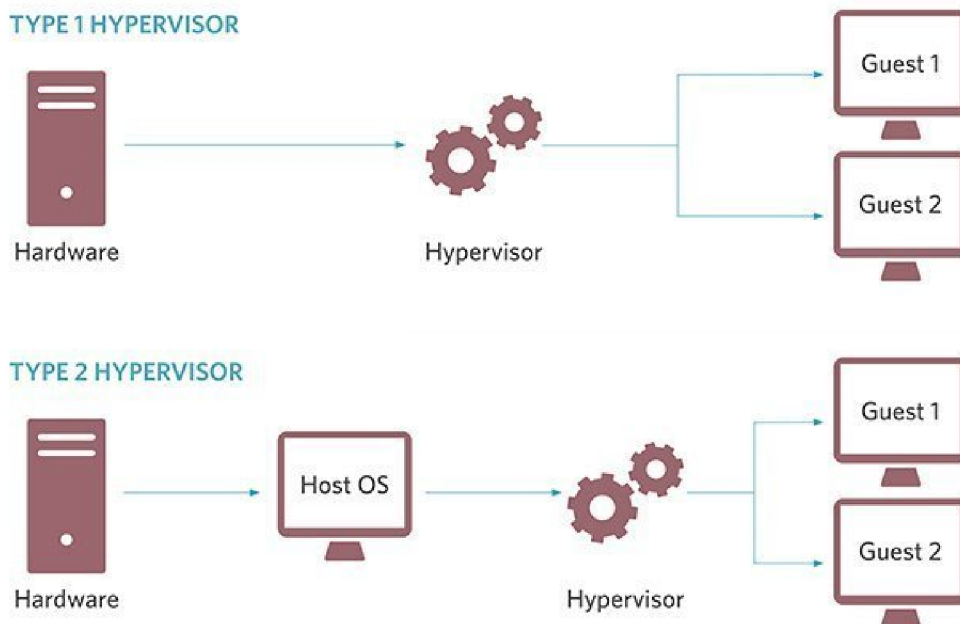 TYPE 1 HYPERVISOR
Guest 1
Guest 2
Hardware
Hypervisor
TYPE 2 HYPERVISOR
Guest 1
Host OS
Guest 2
Hardware
Hypervisor